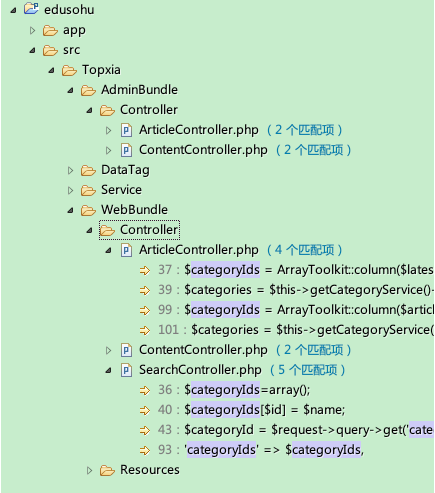 edusohu
app
src
Topxia
AdminBundle
Controller
ArticleController.php (2 个匹配项)
ContentController.php (2 个匹配项)
DataTag
Service
WebBundle
Controller
ArticleController.php (4 个匹配项)
37 : $categoryIds = ArrayToolkit::column($lates
39 : $categories = $this->getCategoryService()-
99 : $categoryIds = ArrayToolkit::column($artic
101 : $categories = $this->getCategoryService(
ContentController.php (2 个匹配项)
SearchController.php (5 个匹配项)
36 : $categoryIds=array();
40 : $categoryIds[$id] = $name;
43 : $categoryId = $request->query->get('cate
93 : 'categoryIds' => $categoryIds,
Resources